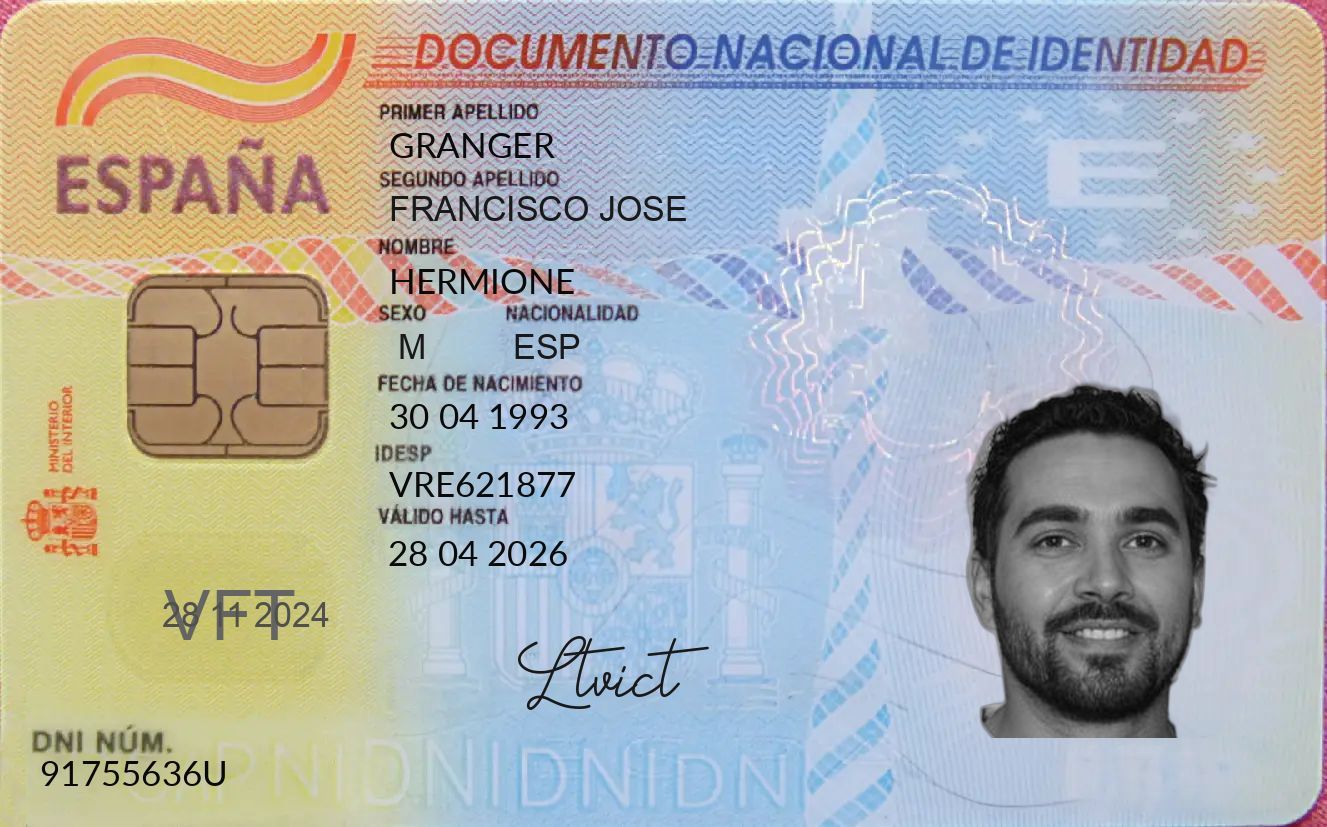 DOCUMENTO NACIONAL DE IDENTIDAD
ESPAÑA
PRIMER APELLIDO
GRANGER
SEGUNDO APELLIDO
FRANCISCO JOSE
NOMBRE
HERMIONE
SEXO NACIONALIDAD
M ESP
FECHA DE NACIMIENTO
30 04 1993
IDESP
VRE621877
VÁLIDO HASTA
28 04 2026
MINISTERIO
DEL INTERIOR
E
VFT
28 11 2024
Ltvict
DNI NÚM.
91755636U
DNIDNIDNIDN